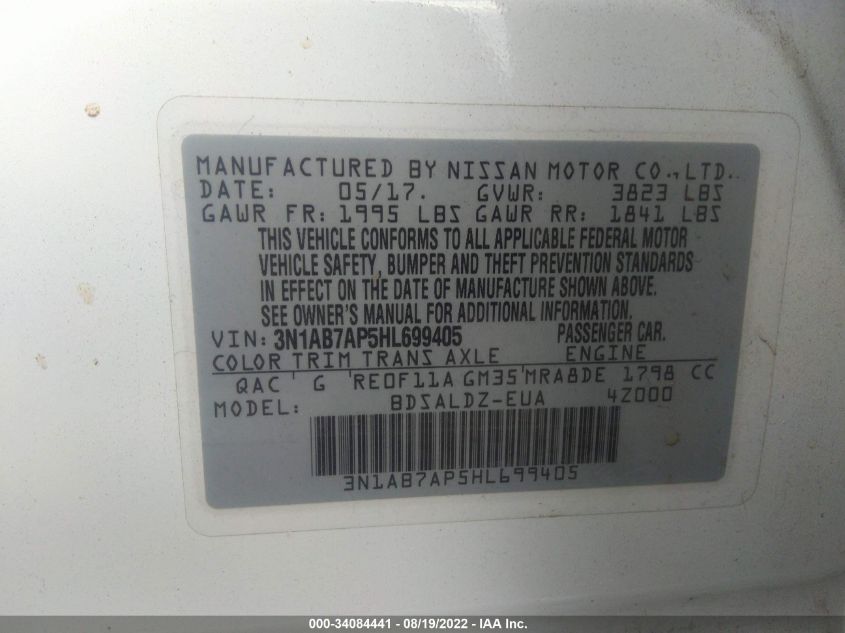 MANUFACTURED BY NISSAN MOTOR CO.,LTD.
DATE: 05/17. GVWR: 3823 LBS
GAWR FR: 1995 LBS GAWR RR: 1841 LBS
THIS VEHICLE CONFORMS TO ALL APPLICABLE FEDERAL MOTOR
VEHICLE SAFETY, BUMPER AND THEFT PREVENTION STANDARDS
IN EFFECT ON THE DATE OF MANUFACTURE SHOWN ABOVE.
SEE OWNER'S MANUAL FOR ADDITIONAL INFORMATION.
VIN: 3N1AB7AP5HL699405 PASSENGER CAR.
COLOR TRIM TRANS AXLE ENGINE
QAC ' G 'RE0F11A GM35'MRA8DE 1798 CC
MODEL: BDSALDZ-EUA 4Z000
3N1AB7AP5HL699405
000-34084441 - 08/19/2022 - IAA Inc.